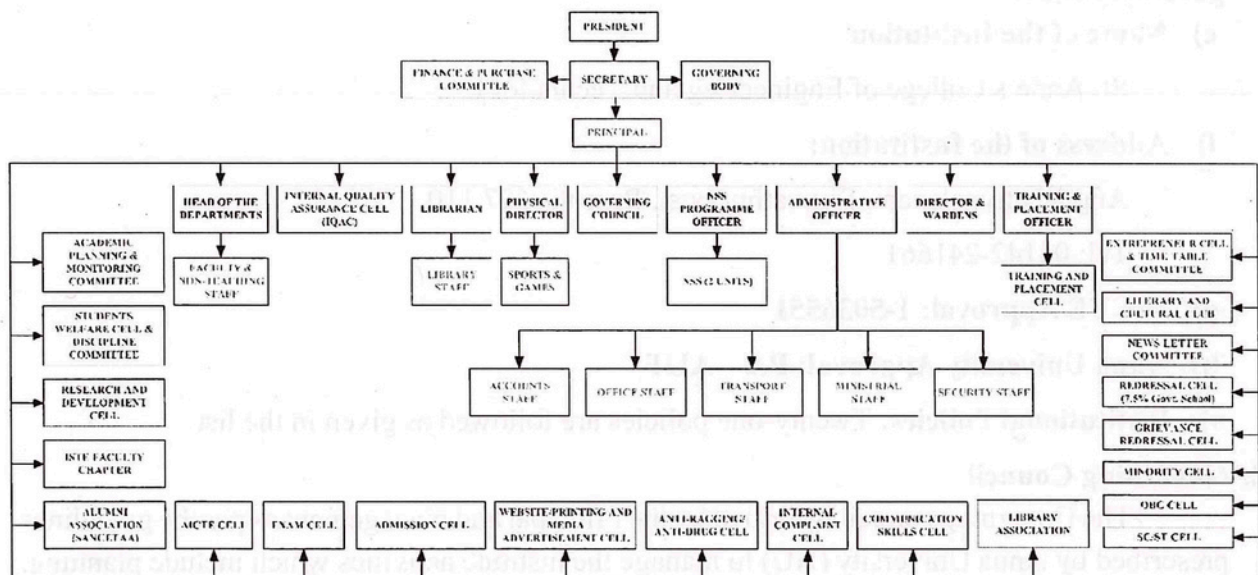 PRESIDENT
FINANCE & PURCHASE
COMMITTEE
SECRETARY
GOVERNING
BODY
PRINCIPAL
HEAD OF THE
DEPARTMENTS
INTERNAL QUALITY
ASSURANCE CELL
(IQAC)
LIBRARIAN
PHYSICAL
DIRECTOR
GOVERNING
COUNCIL
NSS
PROGRAMME
OFFICER
ADMINISTRATIVE
OFFICER
DIRECTOR &
WARDENS
TRAINING &
PLACEMENT
OFFICER
FACULTY &
NON-TEACHING
STAFF
LIBRARY
STAFF
SPORTS &
GAMES
NSS (2 UNITS)
TRAINING AND
PLACEMENT
CELL
ACCOUNTS
STAFF
OFFICE STAFF
TRANSPORT
STAFF
MINISTRIAL
STAFF
SECURITY STAFF
ACADEMIC
PLANNING &
MONITORING
COMMITTEE
STUDENTS
WELFARE CELL &
DISCIPLINE
COMMITTEE
RESEARCH AND
DEVELOPMENT
CELL
ISTE FACULTY
CHAPTER
ALUMNI
ASSOCIATION
ENTREPRENEUR CELL
& TIME TABLE
COMMITTEE
LITERARY AND
CULTURAL CLUB
NEWS LETTER
COMMITTEE
REDRESSAL CELL
(7.5% Govt. School)
GRIEVANCE
REDRESSAL CELL
MINORITY CELL
OBC CELL
SC/ST CELL
AICTE CELL
EXAM CELL
ADMISSION CELL
WEBSITE-PRINTING AND
MEDIA
ADVERTISEMENT CELL
ANTI-RAGGING/
ANTI-DRUG CELL
INTERNAL
COMPLAINT
CELL
COMMUNICATION
SKILLS CELL
LIBRARY
ASSOCIATION